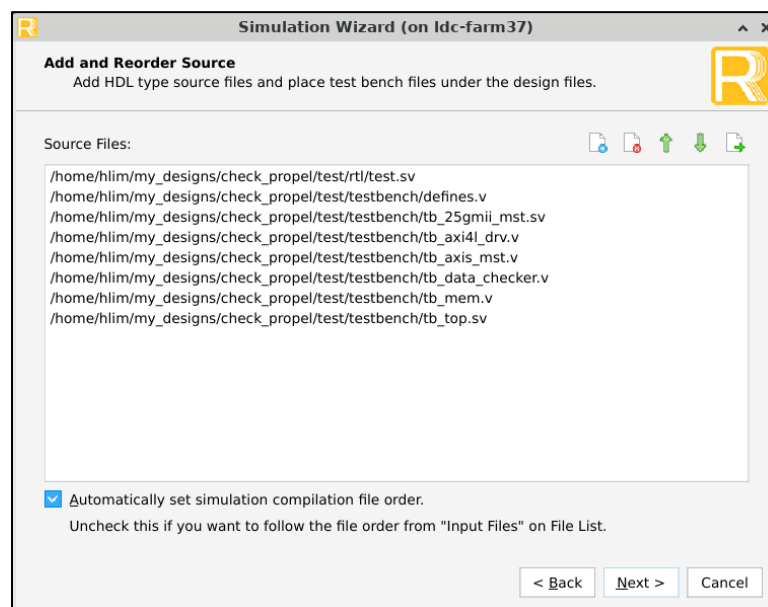 Simulation Wizard (on ldc-farm37)
Add and Reorder Source
Add HDL type source files and place test bench files under the design files.
Source Files:
/home/hlim/my_designs/check_propel/test/rtl/test.sv
/home/hlim/my_designs/check_propel/test/testbench/defines.v
/home/hlim/my_designs/check_propel/test/testbench/tb_25gmii_mst.sv
/home/hlim/my_designs/check_propel/test/testbench/tb_axi4l_drv.v
/home/hlim/my_designs/check_propel/test/testbench/tb_axis_mst.v
/home/hlim/my_designs/check_propel/test/testbench/tb_data_checker.v
/home/hlim/my_designs/check_propel/test/testbench/tb_mem.v
/home/hlim/my_designs/check_propel/test/testbench/tb_top.sv
Automatically set simulation compilation file order.
Uncheck this if you want to follow the file order from "Input Files" on File List.
< Back Next > Cancel